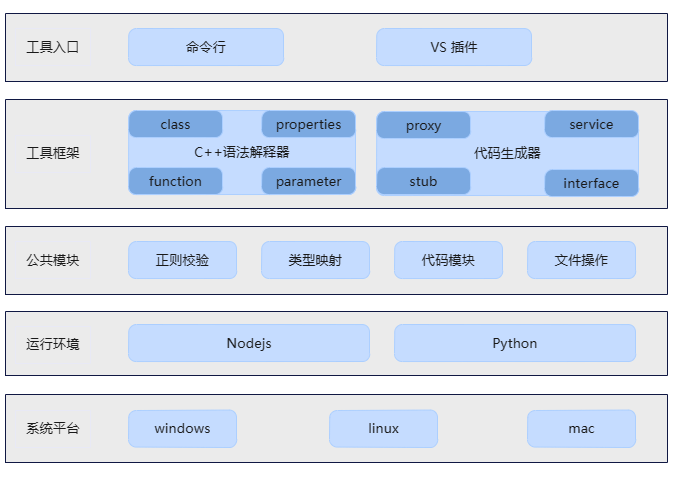 工具入口
命令行
VS 插件
工具框架
class
properties
C++语法解释器
function
parameter
proxy
service
代码生成器
stub
interface
公共模块
正则校验
类型映射
代码模块
文件操作
运行环境
Nodejs
Python
系统平台
windows
linux
mac